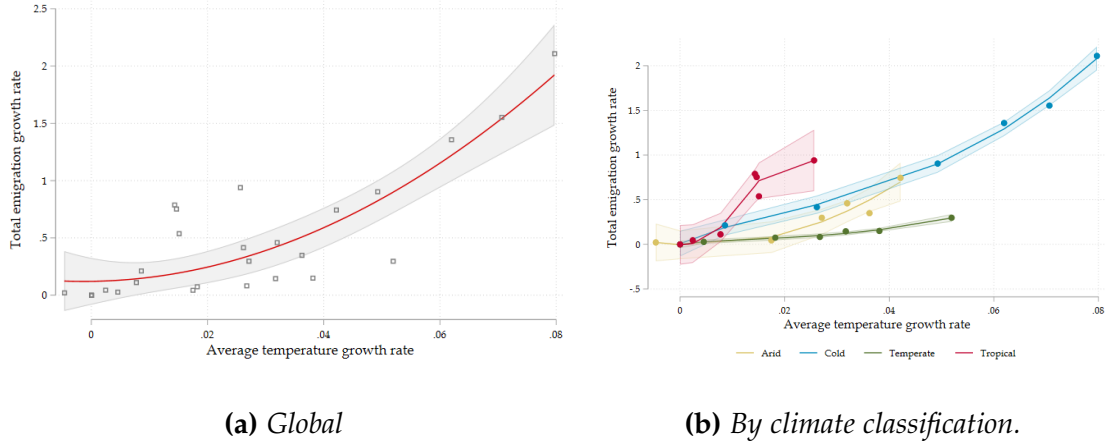 2.5
2
1.5
1
.5
0
Total emigration growth rate
0 .02 .04 .06 .08
Average temperature growth rate
(a) Global
2
1.5
1
.5
0
-.5
Total emigration growth rate
0 .02 .04 .06 .08
Average temperature growth rate
Arid Cold Temperate Tropical
(b) By climate classification.